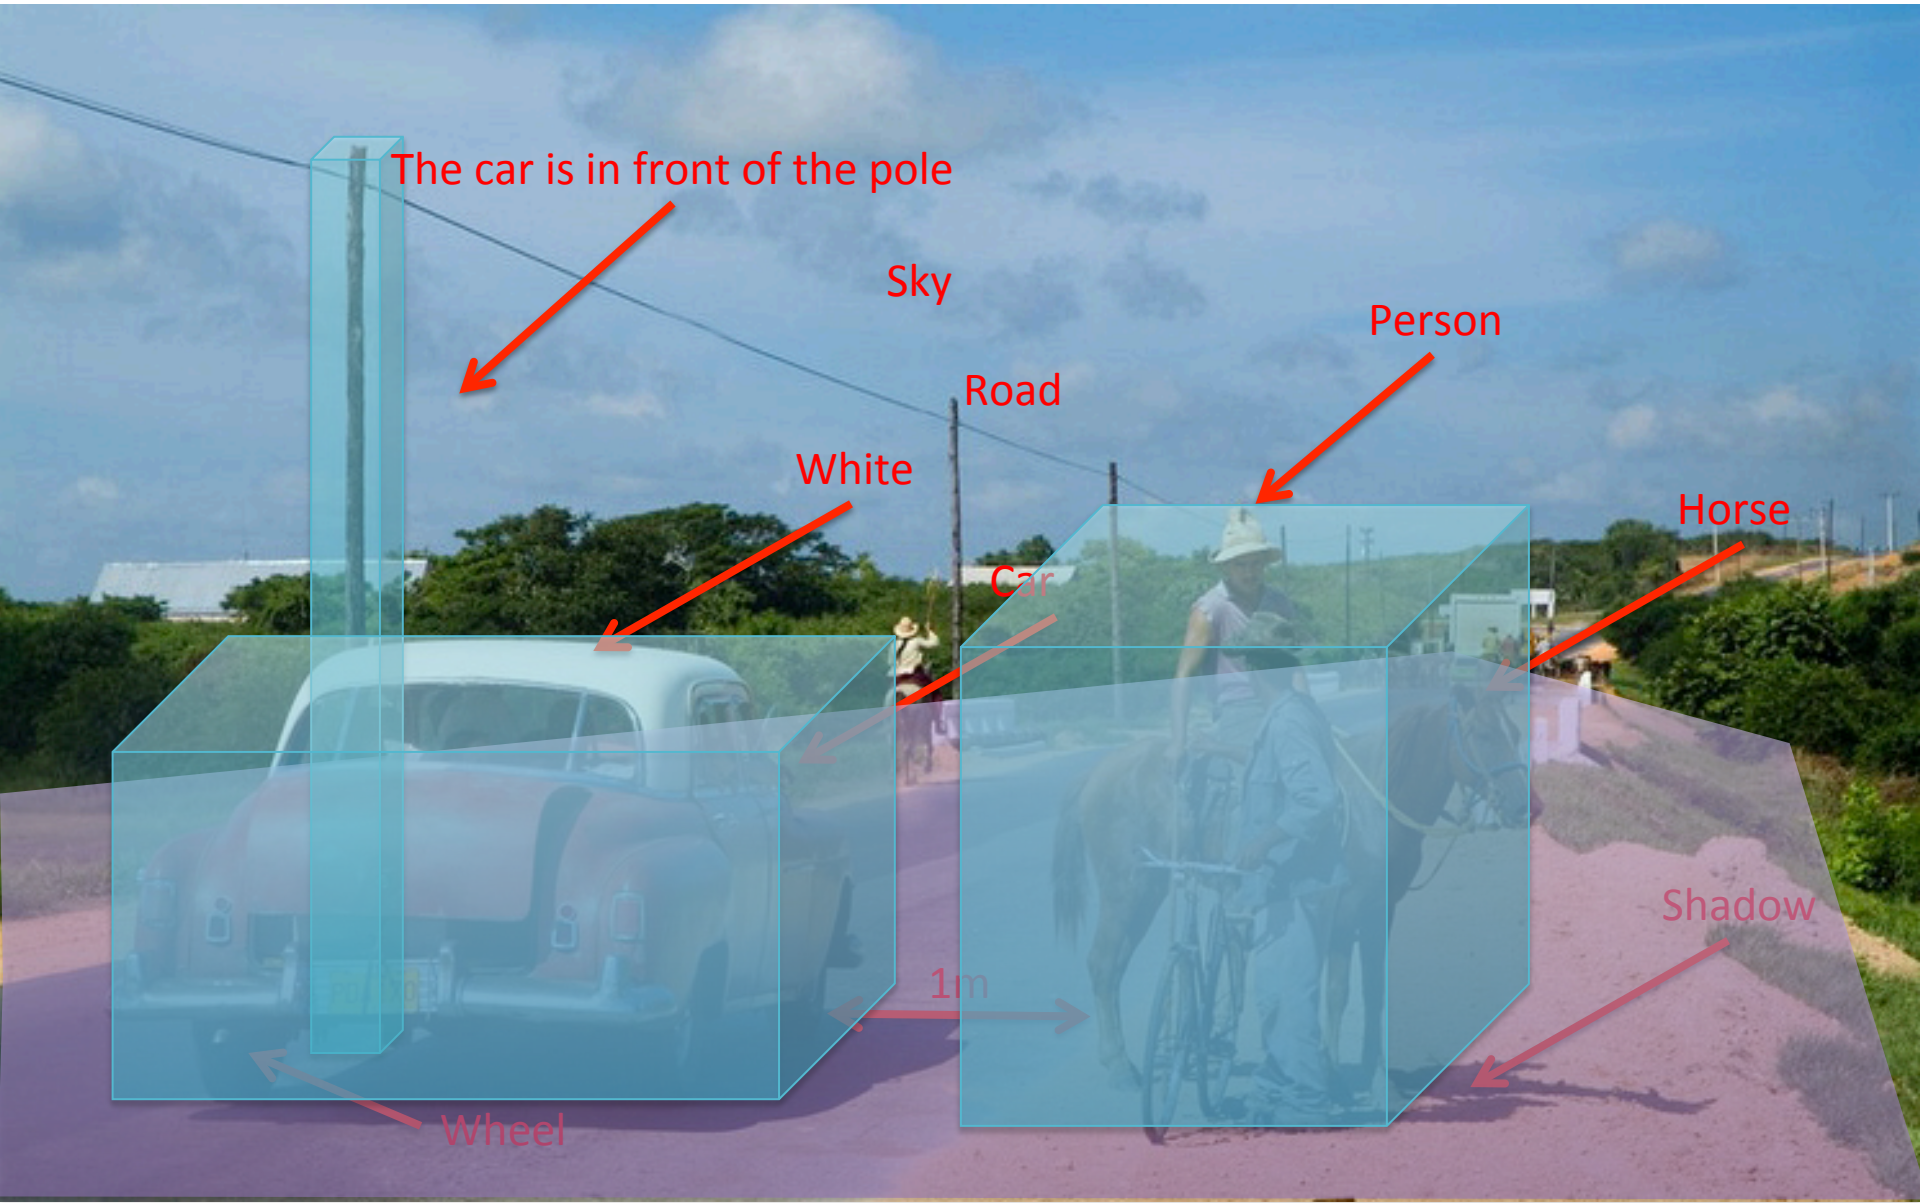 The car is in front of the pole
Sky
Person
Road
White
Horse
Car
Shadow
1m
Wheel